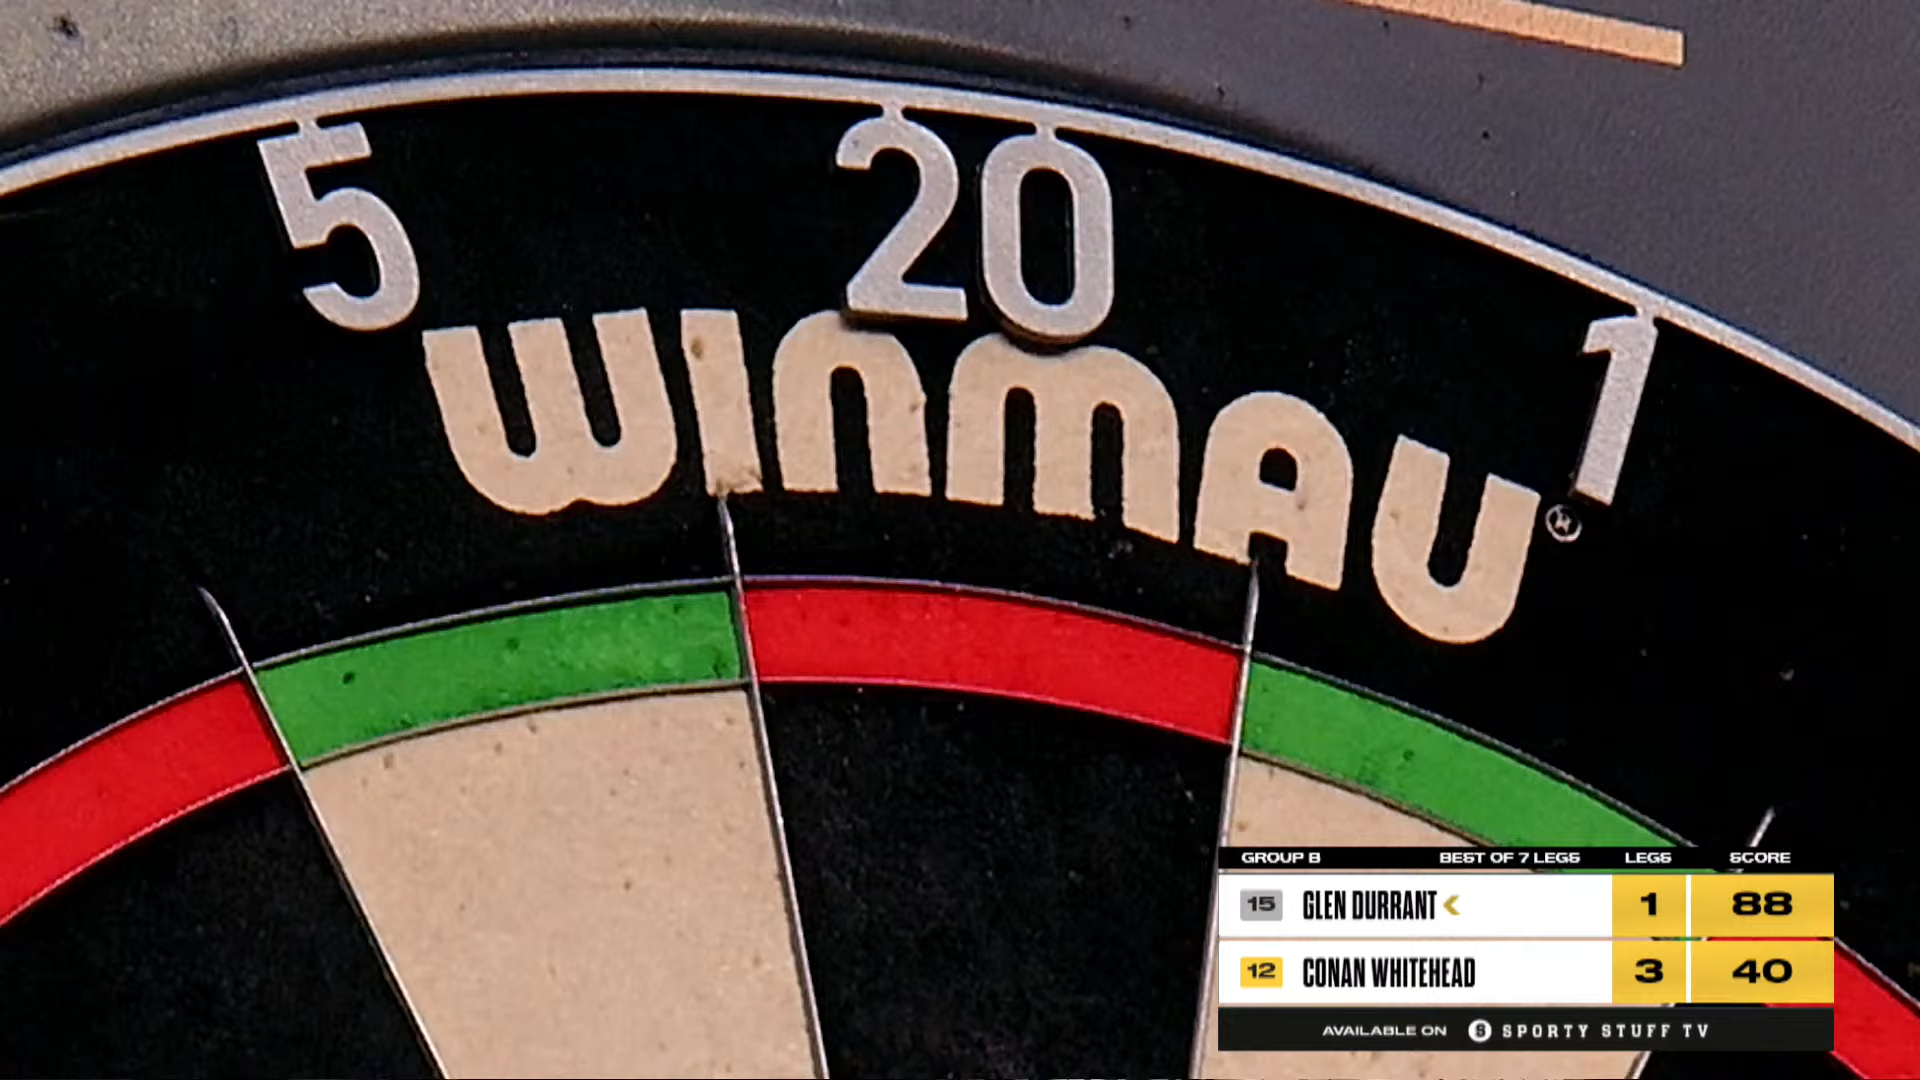 5
20
1
WINMAU®
GROUP B BEST OF 7 LEGS LEGS SCORE
15 GLEN DURRANT 1 88
12 CONAN WHITEHEAD 3 40
AVAILABLE ON S SPORTY STUFF TV